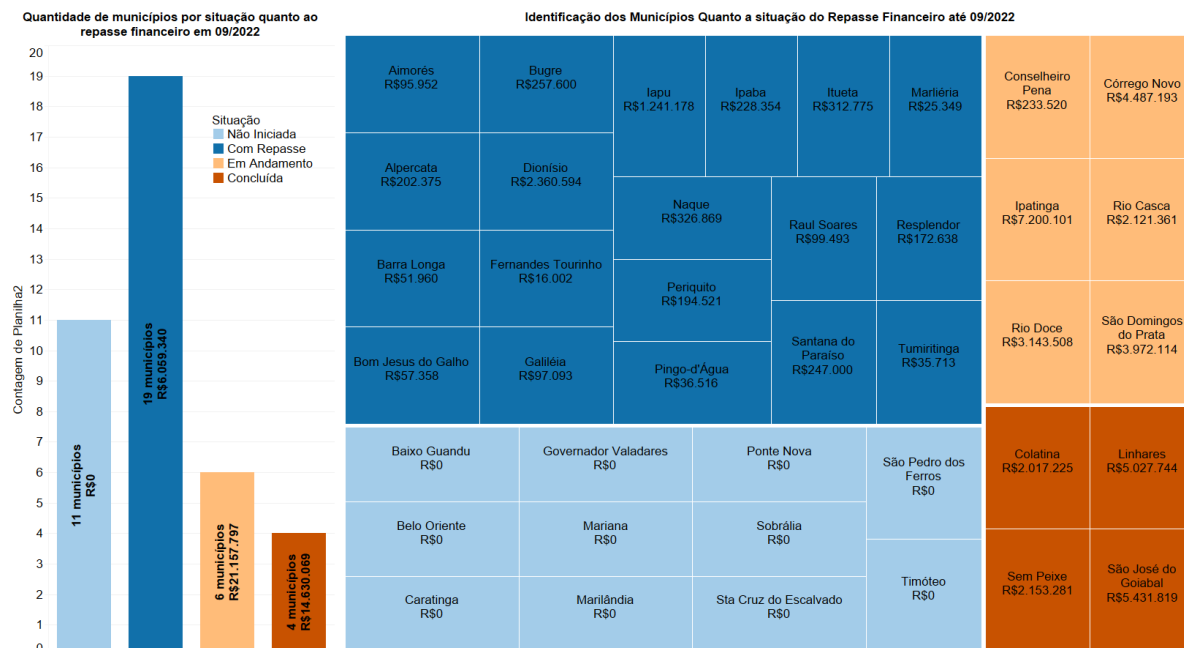 Quantidade de municípios por situação quanto ao
repasse financeiro em 09/2022
Contagem de Planilha2
20
19
18
17
16
15
14
13
12
11
10
9
8
7
6
5
4
3
2
1
0
Situação
Não Iniciada
Com Repasse
Em Andamento
Concluída
11 municípios
R$0
19 municípios
R$6.059.340
6 municípios
R$21.157.797
4 municípios
R$14.630.069
Identificação dos Municípios Quanto a situação do Repasse Financeiro até 09/2022
Aimorés
R$95.952
Alpercata
R$202.375
Barra Longa
R$51.960
Bom Jesus do Galho
R$57.358
Bugre
R$257.600
Dionísio
R$2.360.594
Fernandes Tourinho
R$16.002
Galiléia
R$97.093
Iapu
R$1.241.178
Ipaba
R$228.354
Itueta
R$312.775
Marliéria
R$25.349
Naque
R$326.869
Periquito
R$194.521
Pingo-d'Água
R$36.516
Raul Soares
R$99.493
Santana do
Paraíso
R$247.000
Resplendor
R$172.638
Tumiritinga
R$35.713
Baixo Guandu
R$0
Belo Oriente
R$0
Caratinga
R$0
Governador Valadares
R$0
Mariana
R$0
Marilândia
R$0
Ponte Nova
R$0
Sobrália
R$0
Sta Cruz do Escalvado
R$0
São Pedro dos
Ferros
R$0
Timóteo
R$0
Conselheiro
Pena
R$233.520
Córrego Novo
R$4.487.193
Ipatinga
R$7.200.101
Rio Casca
R$2.121.361
Rio Doce
R$3.143.508
São Domingos
do Prata
R$3.972.114
Colatina
R$2.017.225
Linhares
R$5.027.744
Sem Peixe
R$2.153.281
São José do
Goiabal
R$5.431.819